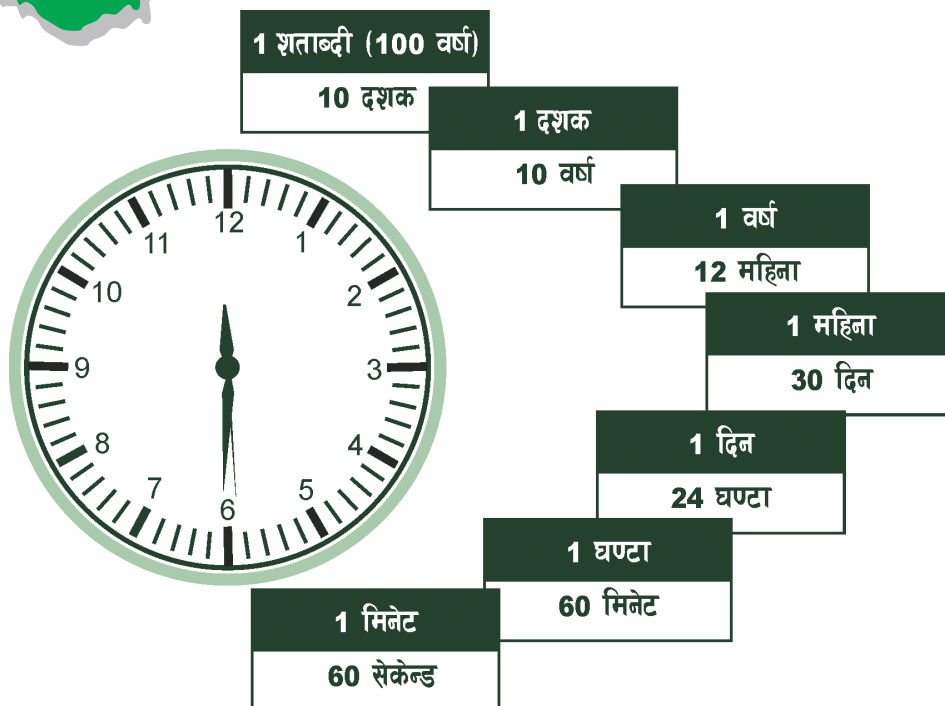 1 शताब्दी (100 वर्ष)
10 दशक
1 दशक
10 वर्ष
1 वर्ष
12 महिना
1 महिना
30 दिन
1 दिन
24 घण्टा
1 घण्टा
60 मिनेट
1 मिनेट
60 सेकेन्ड
12
1
2
3
4
5
6
7
8
9
10
11